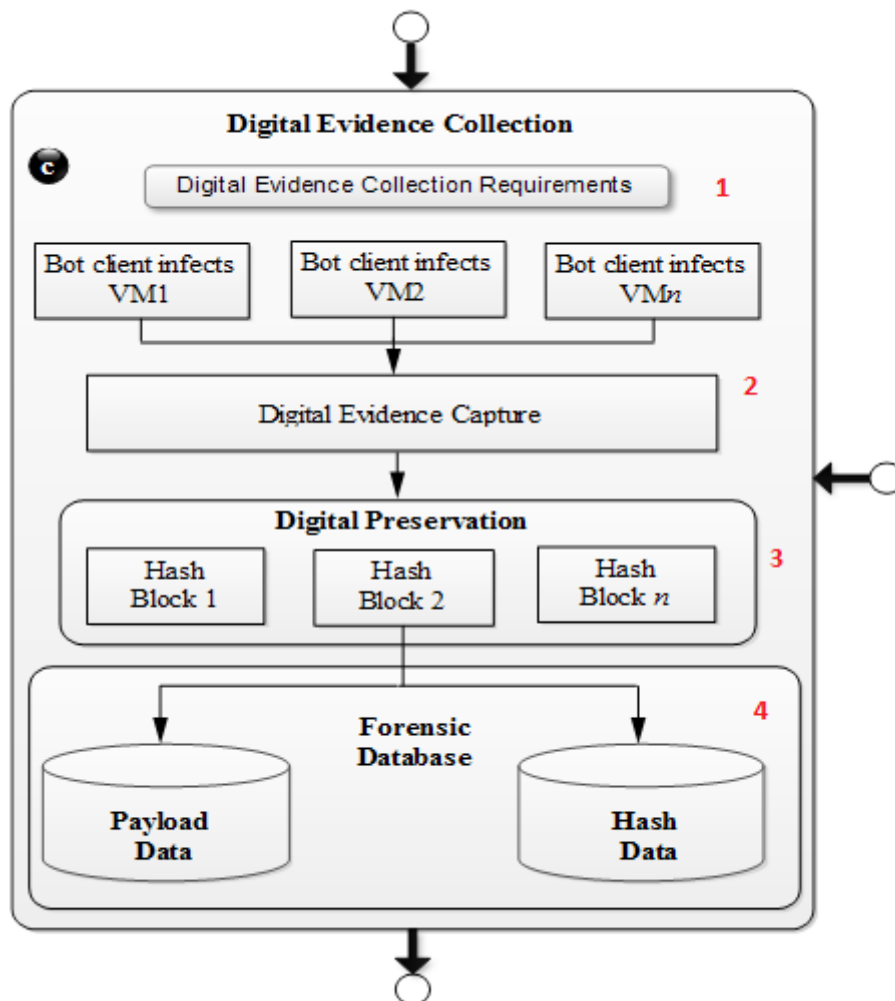 Digital Evidence Collection
c
Digital Evidence Collection Requirements
1
Bot client infects
VM1
Bot client infects
VM2
Bot client infects
VMn
2
Digital Evidence Capture
Digital Preservation
3
Hash
Block 1
Hash
Block 2
Hash
Block n
4
Forensic
Database
Payload
Data
Hash
Data